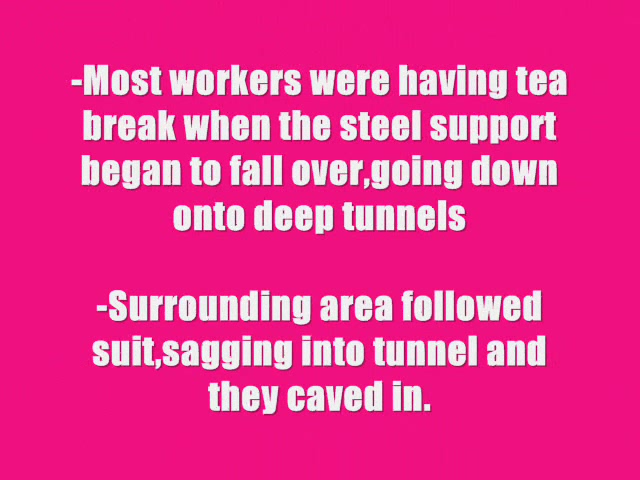 -Most workers were having tea
break when the steel support
began to fall over,going down
onto deep tunnels
-Surrounding area followed
suit,sagging into tunnel and
they caved in.